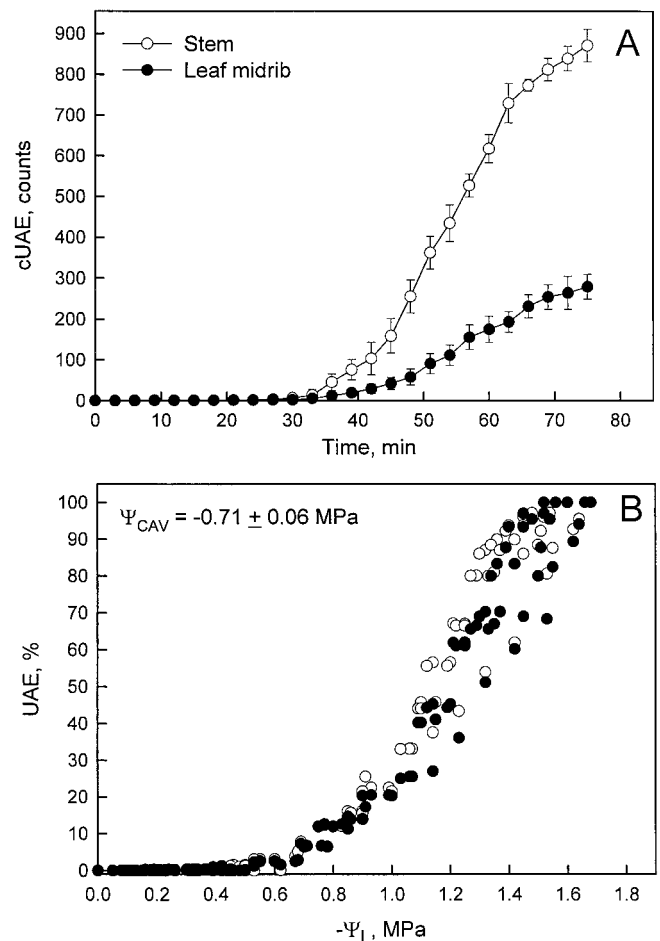 900
800
700
600
500
400
300
200
100
0
cUAE, counts
Stem
Leaf midrib
A
0 10 20 30 40 50 60 70 80
Time, min
100
90
80
70
60
50
40
30
20
10
0
UAE, %
Ψ_CAV = -0.71 ± 0.06 MPa
B
0.0 0.2 0.4 0.6 0.8 1.0 1.2 1.4 1.6 1.8
-Ψ_L, MPa